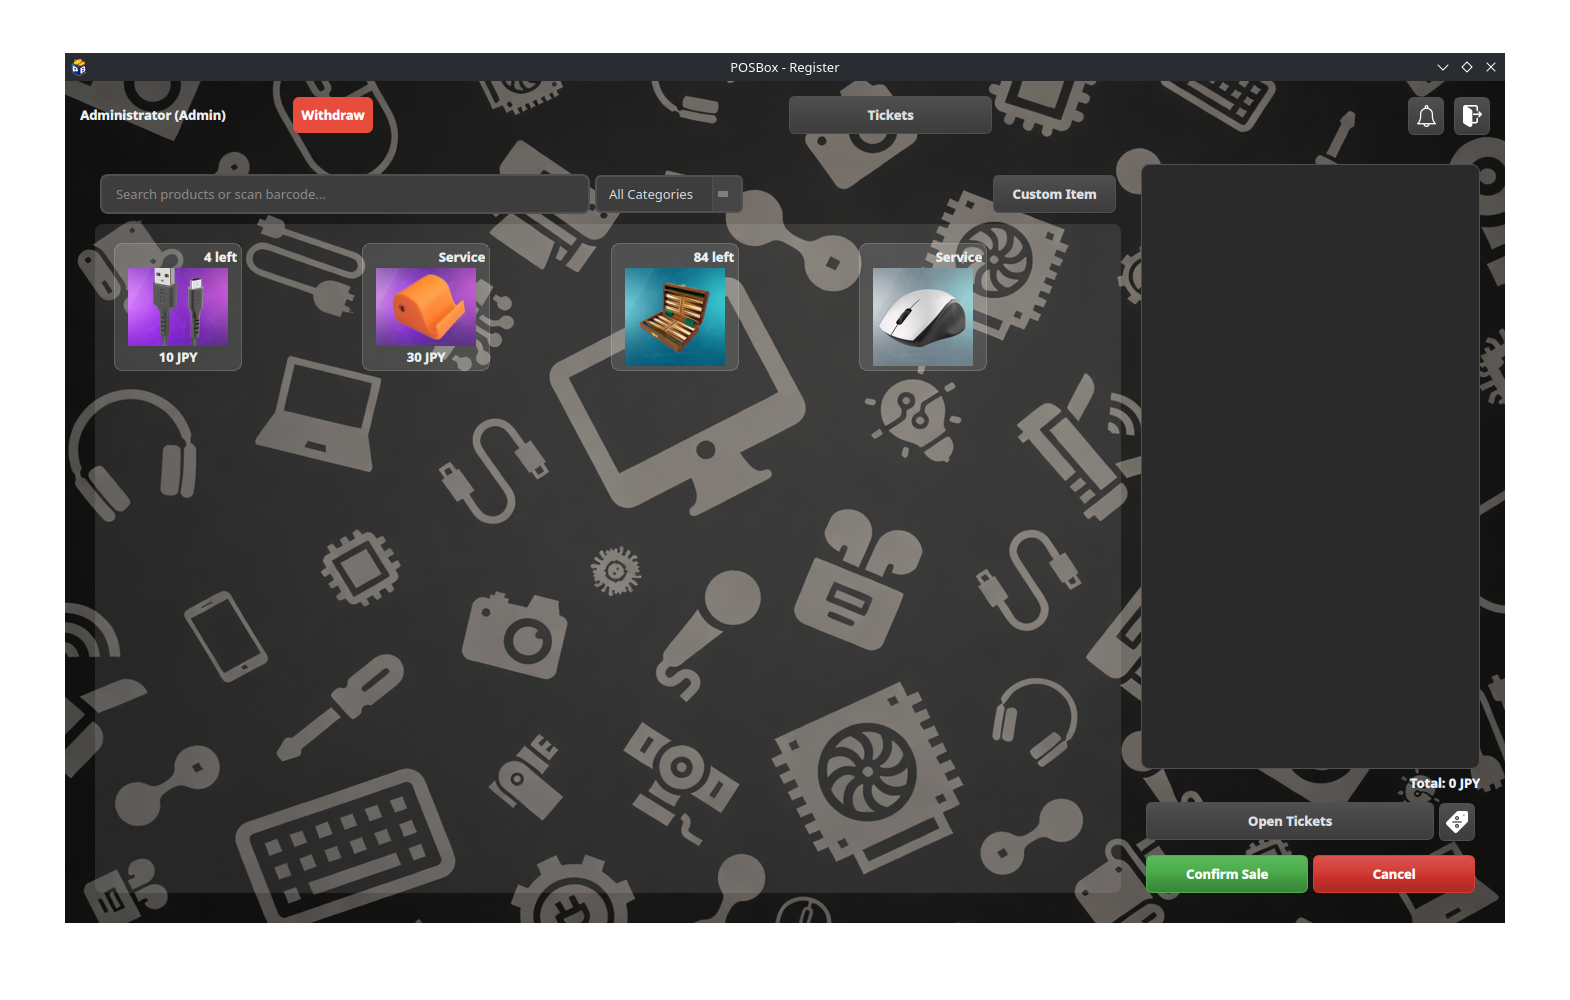 POSBox - Register
Administrator (Admin)
Withdraw
Tickets
Search products or scan barcode...
All Categories
Custom Item
4 left
10 JPY
Service
30 JPY
84 left
Service
Total: 0 JPY
Open Tickets
Confirm Sale
Cancel